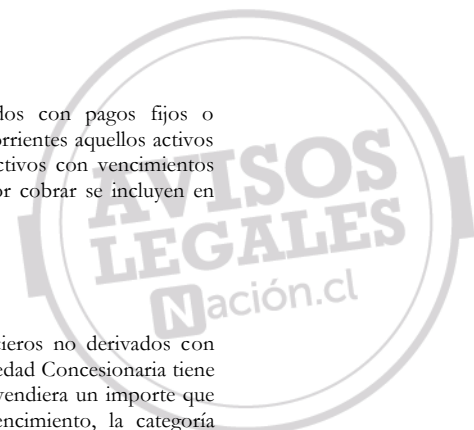 dos con pagos fijos o
orrientes aquellos activos
ctivos con vencimientos
or cobrar se incluyen en
AVISOS
LEGALES
Nación.cl
cieros no derivados con
edad Concesionaria tiene
vendiera un importe que
encimiento, la categoría